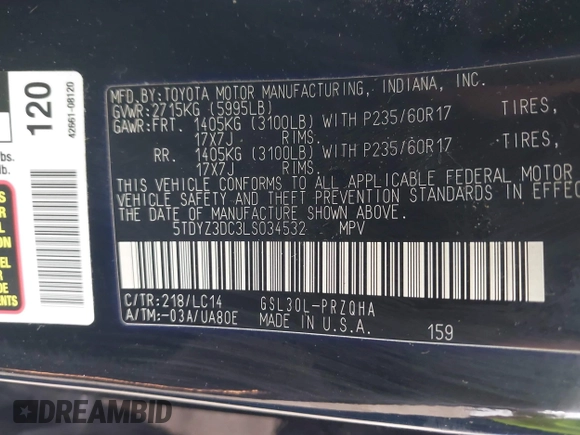 MFD.BY:TOYOTA MOTOR MANUFACTURING, INDIANA, INC.
GVWR:2715KG (5995LB)
GAWR:FRT. 1405KG (3100LB) WITH P235/60R17 TIRES,
17X7J RIMS.
RR. 1405KG (3100LB) WITH P235/60R17 TIRES,
17X7J RIMS.
THIS VEHICLE CONFORMS TO ALL APPLICABLE FEDERAL MOTOR
VEHICLE SAFETY AND THEFT PREVENTION STANDARDS IN EFFEC
THE DATE OF MANUFACTURE SHOWN ABOVE.
5TDYZ3DC3LS034532 MPV
C/TR:218/LC14 GSL30L-PRZQHA
A/TM:-03A/UA80E MADE IN U.S.A. 159
120
42661-08120
bs.
lb.
DREAMBID